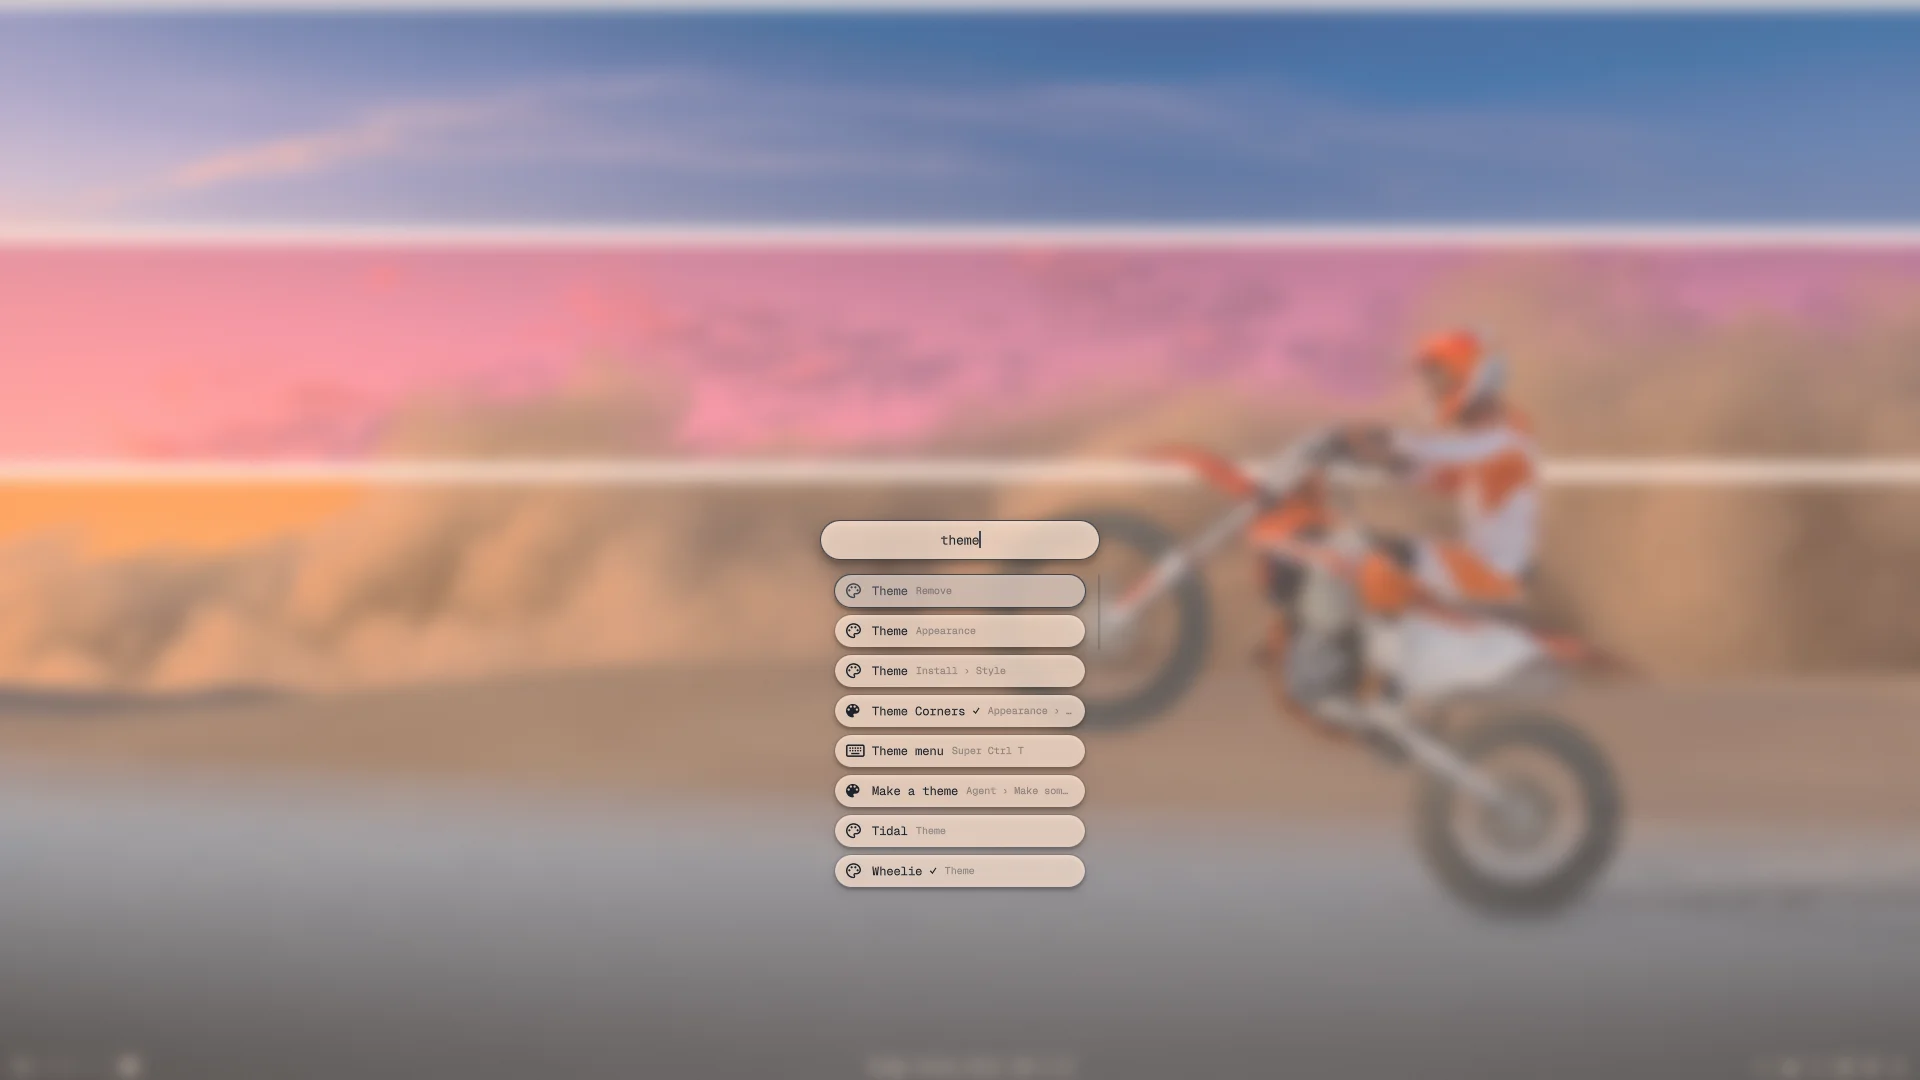 theme
Theme Remove
Theme Appearance
Theme Install › Style
Theme Corners ✓ Appearance › …
Theme menu Super Ctrl T
Make a theme Agent › Make som…
Tidal Theme
Wheelie ✓ Theme